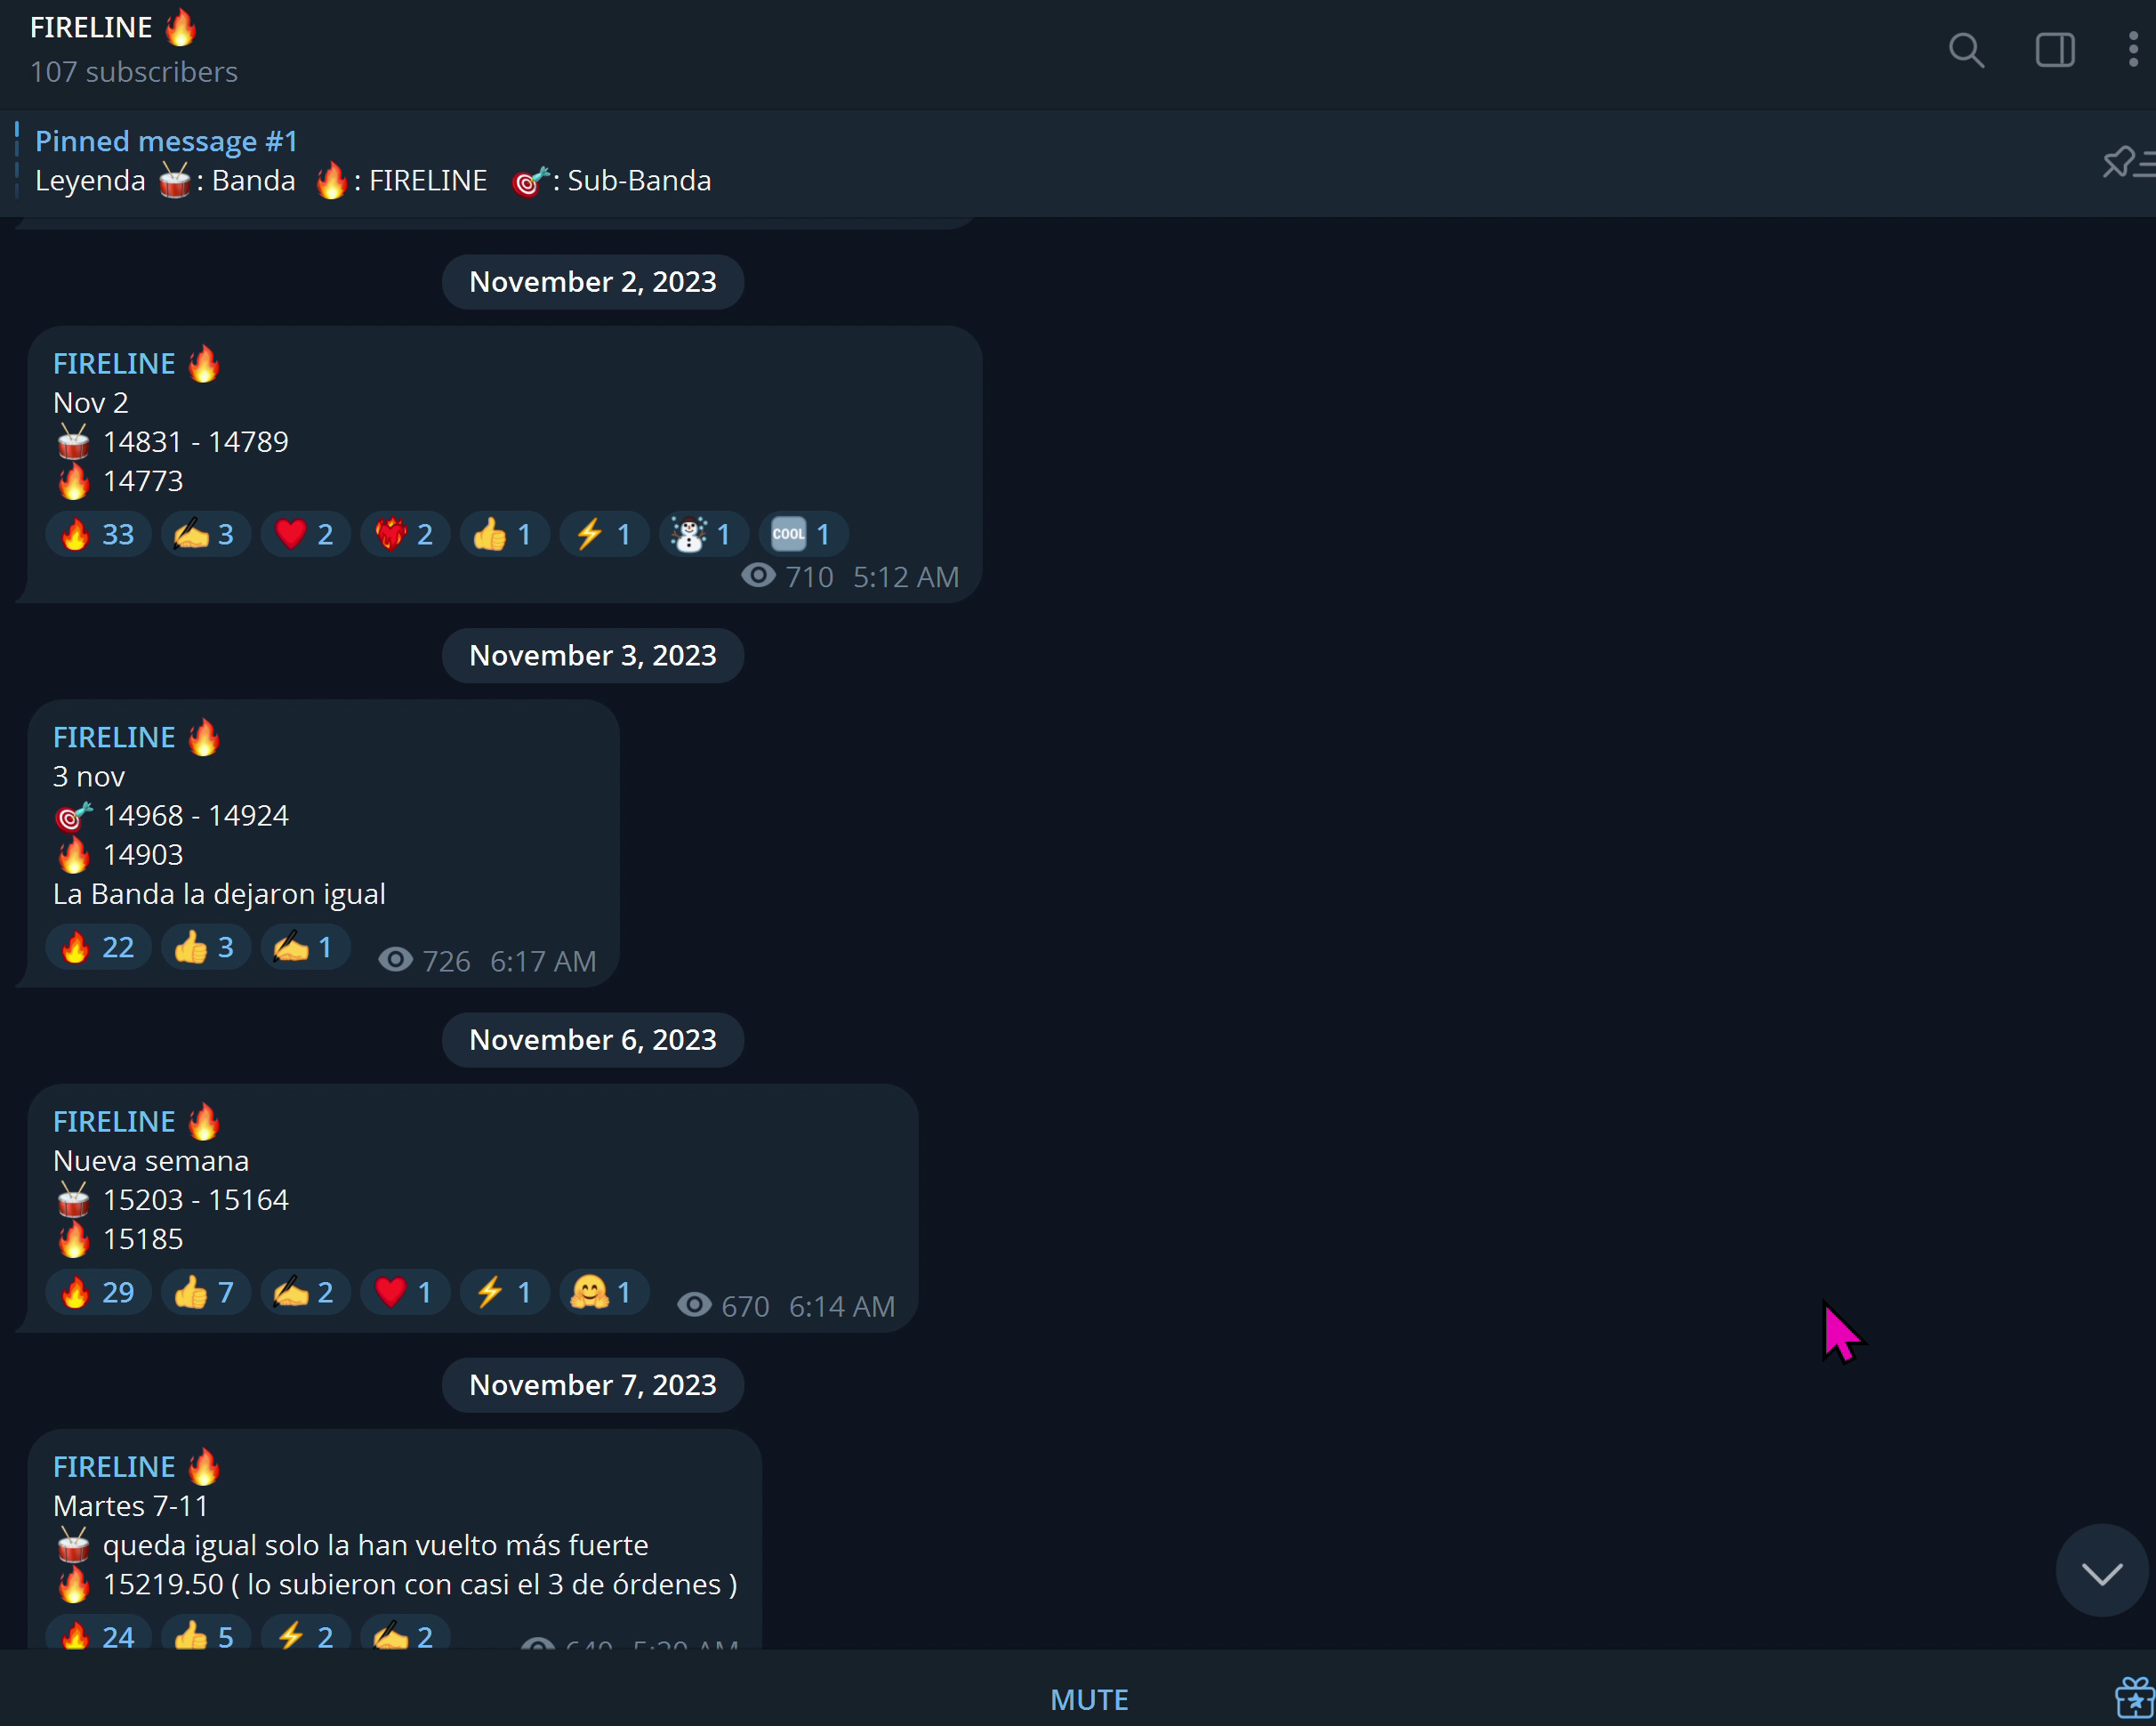 FIRELINE 🔥
107 subscribers
Pinned message #1
Leyenda 🥁: Banda 🔥: FIRELINE 🎯: Sub-Banda
November 2, 2023
FIRELINE 🔥
Nov 2
🥁 14831 - 14789
🔥 14773
🔥 33 ✍️ 3 ❤️ 2 ❤️‍🔥 2 👍 1 ⚡ 1 ☃️ 1 🆒 1
710 5:12 AM
November 3, 2023
FIRELINE 🔥
3 nov
🎯 14968 - 14924
🔥 14903
La Banda la dejaron igual
🔥 22 👍 3 ✍️ 1 726 6:17 AM
November 6, 2023
FIRELINE 🔥
Nueva semana
🥁 15203 - 15164
🔥 15185
🔥 29 👍 7 ✍️ 2 ❤️ 1 ⚡ 1 🤗 1 670 6:14 AM
November 7, 2023
FIRELINE 🔥
Martes 7-11
🥁 queda igual solo la han vuelto más fuerte
🔥 15219.50 ( lo subieron con casi el 3 de órdenes )
🔥 24 👍 5 ⚡ 2 ✍️ 2
MUTE